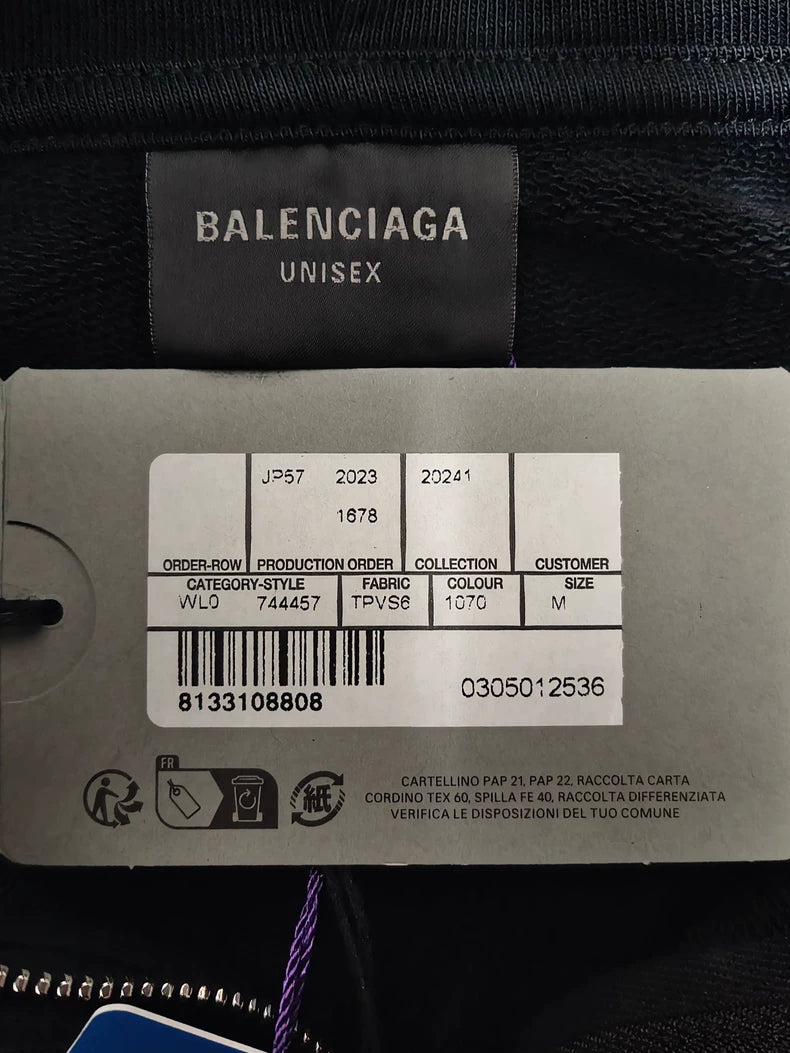 BALENCIAGA
UNISEX
JP57 2023 20241
1678
ORDER-ROW PRODUCTION ORDER COLLECTION CUSTOMER
CATEGORY-STYLE FABRIC COLOUR SIZE
WL0 744457 TPVS6 1070 M
8133108808 0305012536
FR
紙
CARTELLINO PAP 21, PAP 22, RACCOLTA CARTA
CORDINO TEX 60, SPILLA FE 40, RACCOLTA DIFFERENZIATA
VERIFICA LE DISPOSIZIONI DEL TUO COMUNE